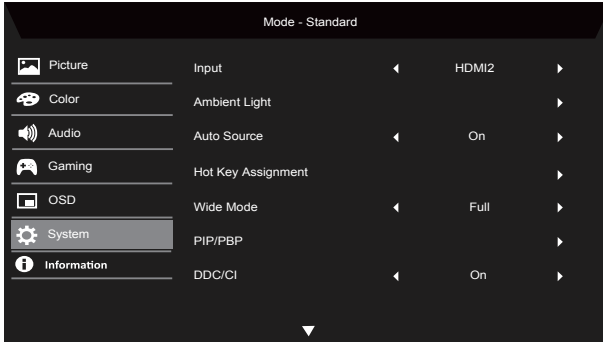 Mode - Standard
Picture
Color
Audio
Gaming
OSD
System
Information
Input HDMI2
Ambient Light
Auto Source On
Hot Key Assignment
Wide Mode Full
PIP/PBP
DDC/CI On